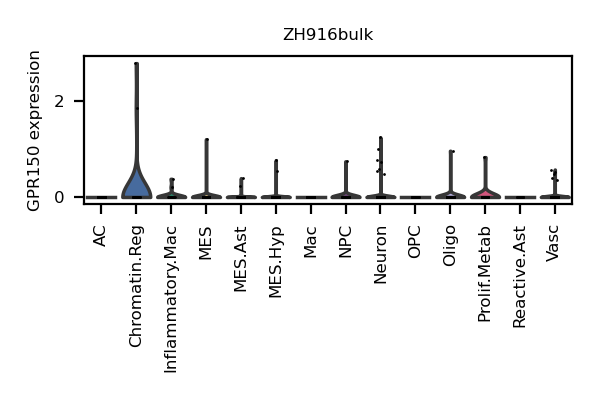 ZH916bulk
GPR150 expression
2
0
AC
Chromatin.Reg
Inflammatory.Mac
MES
MES.Ast
MES.Hyp
Mac
NPC
Neuron
OPC
Oligo
Prolif.Metab
Reactive.Ast
Vasc